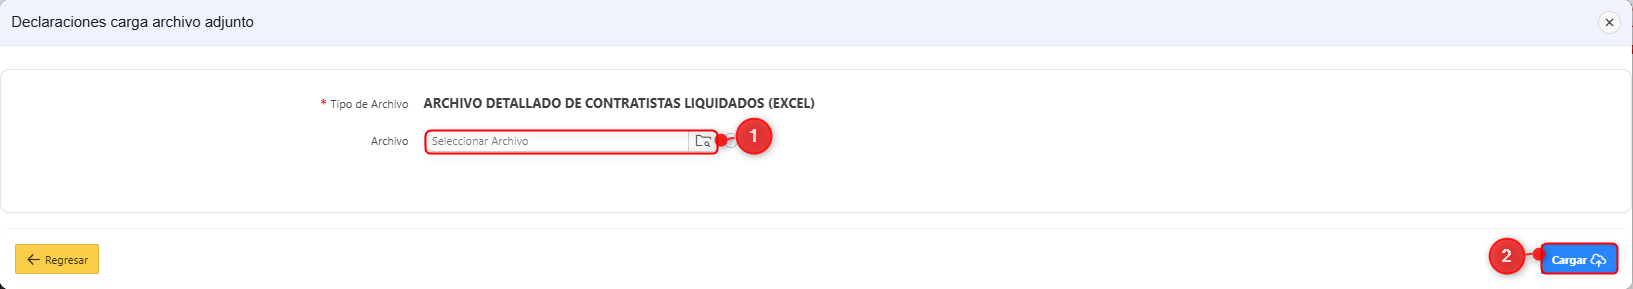 Declaraciones carga archivo adjunto
* Tipo de Archivo ARCHIVO DETALLADO DE CONTRATISTAS LIQUIDADOS (EXCEL)
Archivo Seleccionar Archivo 1
Regresar 2 Cargar